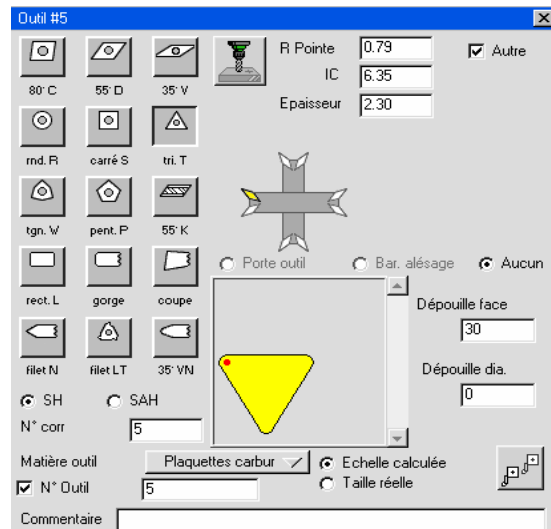 Outil #5
R Pointe 0.79
Autre
IC 6.35
Epaisseur 2.30
80° C 55° D 35° V
rnd. R carré S tri. T
tgn. W pent. P 55° K
Porte outil Bar. alésage Aucun
rect. L gorge coupe
Dépouille face
30
filet N filet LT 35° VN
Dépouille dia.
0
SH SAH
N° corr 5
Matière outil Plaquettes carbur
Echelle calculée
N° Outil 5
Taille réelle
Commentaire